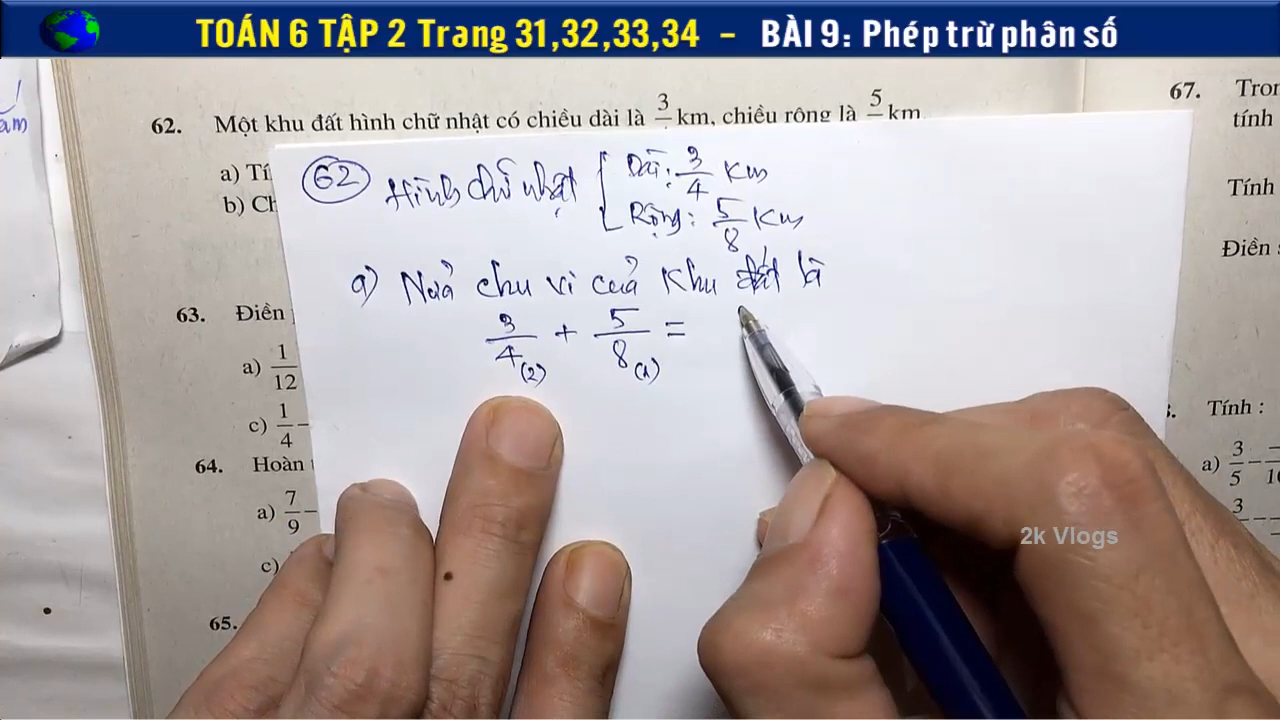 TOÁN 6 TẬP 2 Trang 31,32,33,34 – BÀI 9: Phép trừ phân số
62. Một khu đất hình chữ nhật có chiều dài là 3/ km, chiều rộng là 5/ km
a) Tí
b) Ch
62 Hình chữ nhật { Dài: 3/4 Km
Rộng: 5/8 Km
a) Nửa chu vi của Khu đất là
3/4 (2) + 5/8 (1) =
63. Điền
a) 1/12
c) 1/4 –
64. Hoàn
a) 7/9 –
c)
65.
67. Tron
tính
Tính
Điền
Tính :
a) 3/5 –
3
2k Vlogs